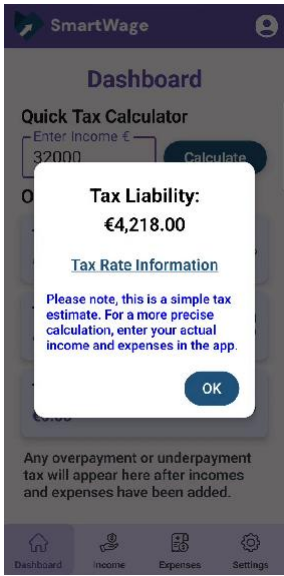 SmartWage
Dashboard
Quick Tax Calculator
Enter Income €
32000
Calculate
Tax Liability:
€4,218.00
Tax Rate Information
Please note, this is a simple tax
estimate. For a more precise
calculation, enter your actual
income and expenses in the app.
OK
Any overpayment or underpayment
tax will appear here after incomes
and expenses have been added.
Dashboard
Income
Expenses
Settings